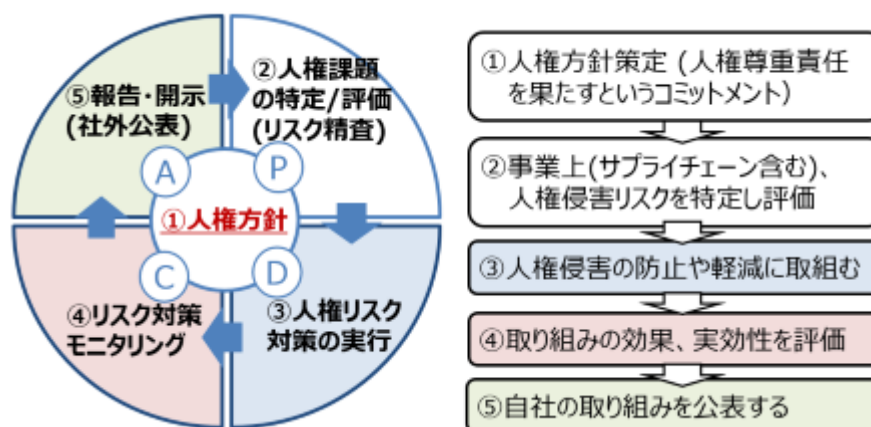 ⑤報告・開示
(社外公表)
②人権課題
の特定/評価
(リスク精査)
A
P
①人権方針
C
D
④リスク対策
モニタリング
③人権リスク
対策の実行
①人権方針策定 (人権尊重責任
を果たすというコミットメント）
②事業上(サプライチェーン含む)、
人権侵害リスクを特定し評価
③人権侵害の防止や軽減に取組む
④取り組みの効果、実効性を評価
⑤自社の取り組みを公表する